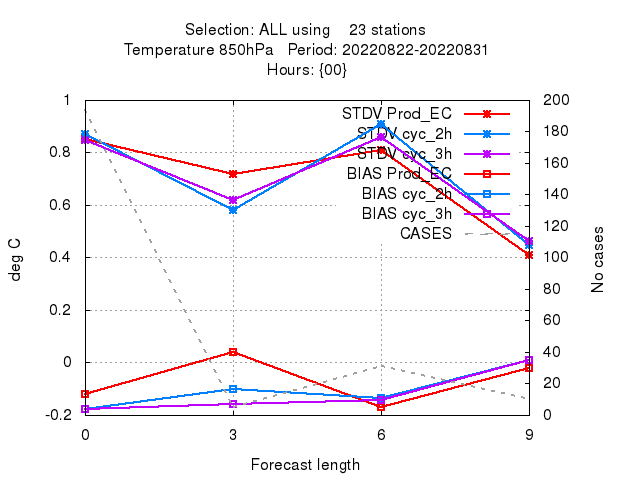 Selection: ALL using 23 stations
Temperature 850hPa Period: 20220822-20220831
Hours: {00}
1
0.8
0.6
0.4
0.2
0
-0.2
deg C
200
180
160
140
120
100
80
60
40
20
0
No cases
STDV Prod_EC
STDV cyc_2h
STDV cyc_3h
BIAS Prod_EC
BIAS cyc_2h
BIAS cyc_3h
CASES
0 3 6 9
Forecast length